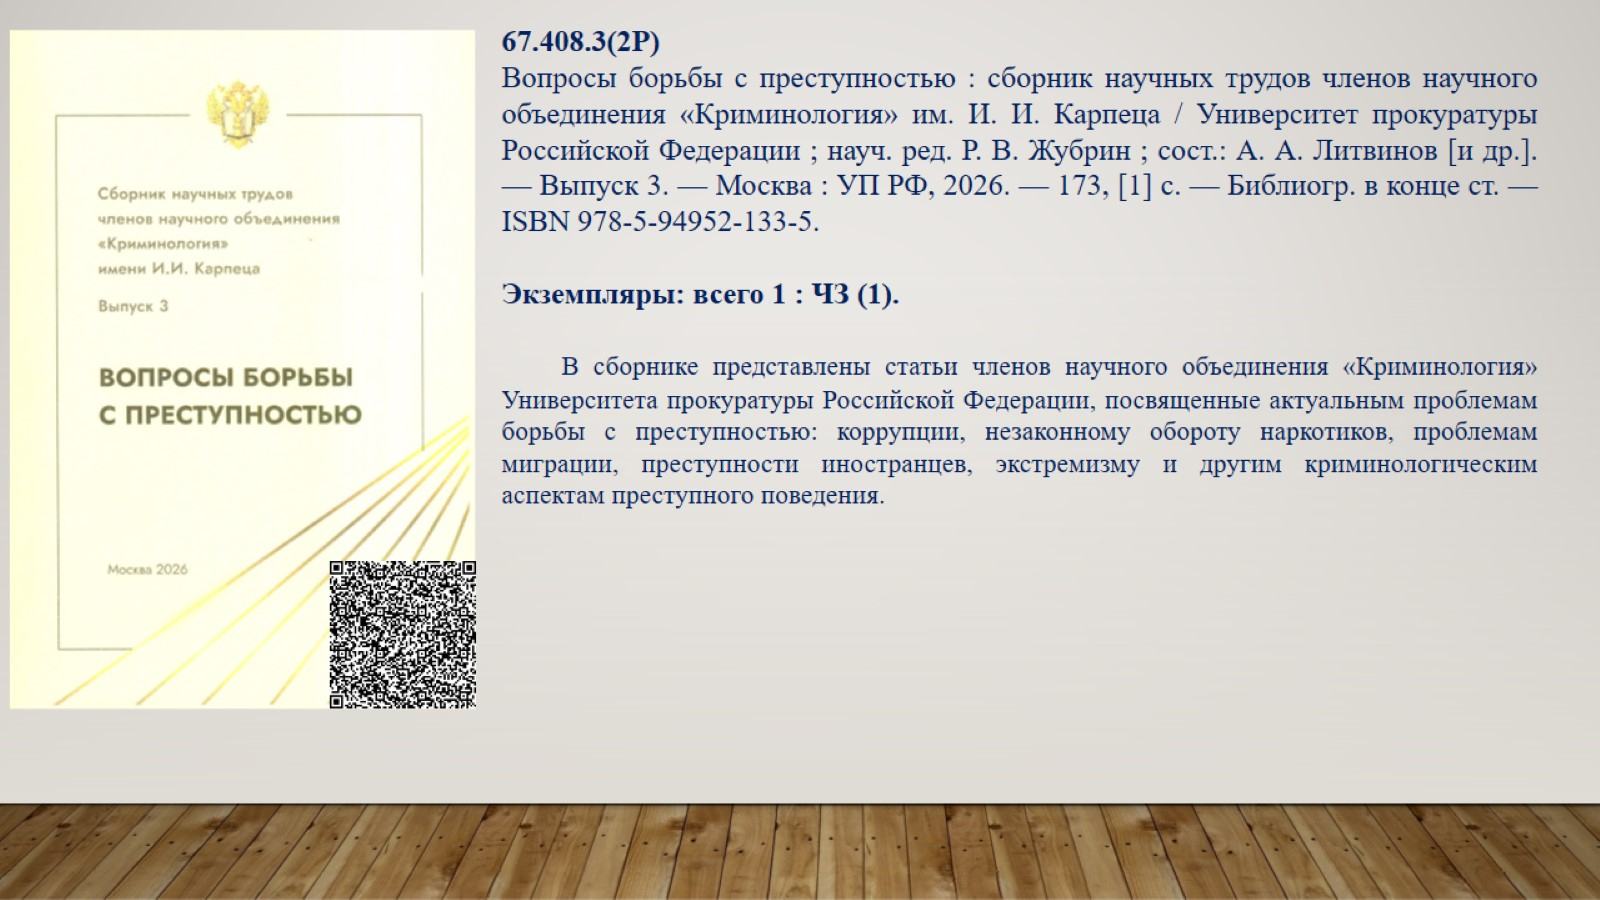 Сборник научных трудов
членов научного объединения
«Криминология»
имени И.И. Карпеца
Выпуск 3
ВОПРОСЫ БОРЬБЫ
С ПРЕСТУПНОСТЬЮ
Москва 2026
67.408.3(2Р)
Вопросы борьбы с преступностью : сборник научных трудов членов научного
объединения «Криминология» им. И. И. Карпеца / Университет прокуратуры
Российской Федерации ; науч. ред. Р. В. Жубрин ; сост.: А. А. Литвинов [и др.].
— Выпуск 3. — Москва : УП РФ, 2026. — 173, [1] с. — Библиогр. в конце ст. —
ISBN 978-5-94952-133-5.
Экземпляры: всего 1 : ЧЗ (1).
В сборнике представлены статьи членов научного объединения «Криминология»
Университета прокуратуры Российской Федерации, посвященные актуальным проблемам
борьбы с преступностью: коррупции, незаконному обороту наркотиков, проблемам
миграции, преступности иностранцев, экстремизму и другим криминологическим
аспектам преступного поведения.